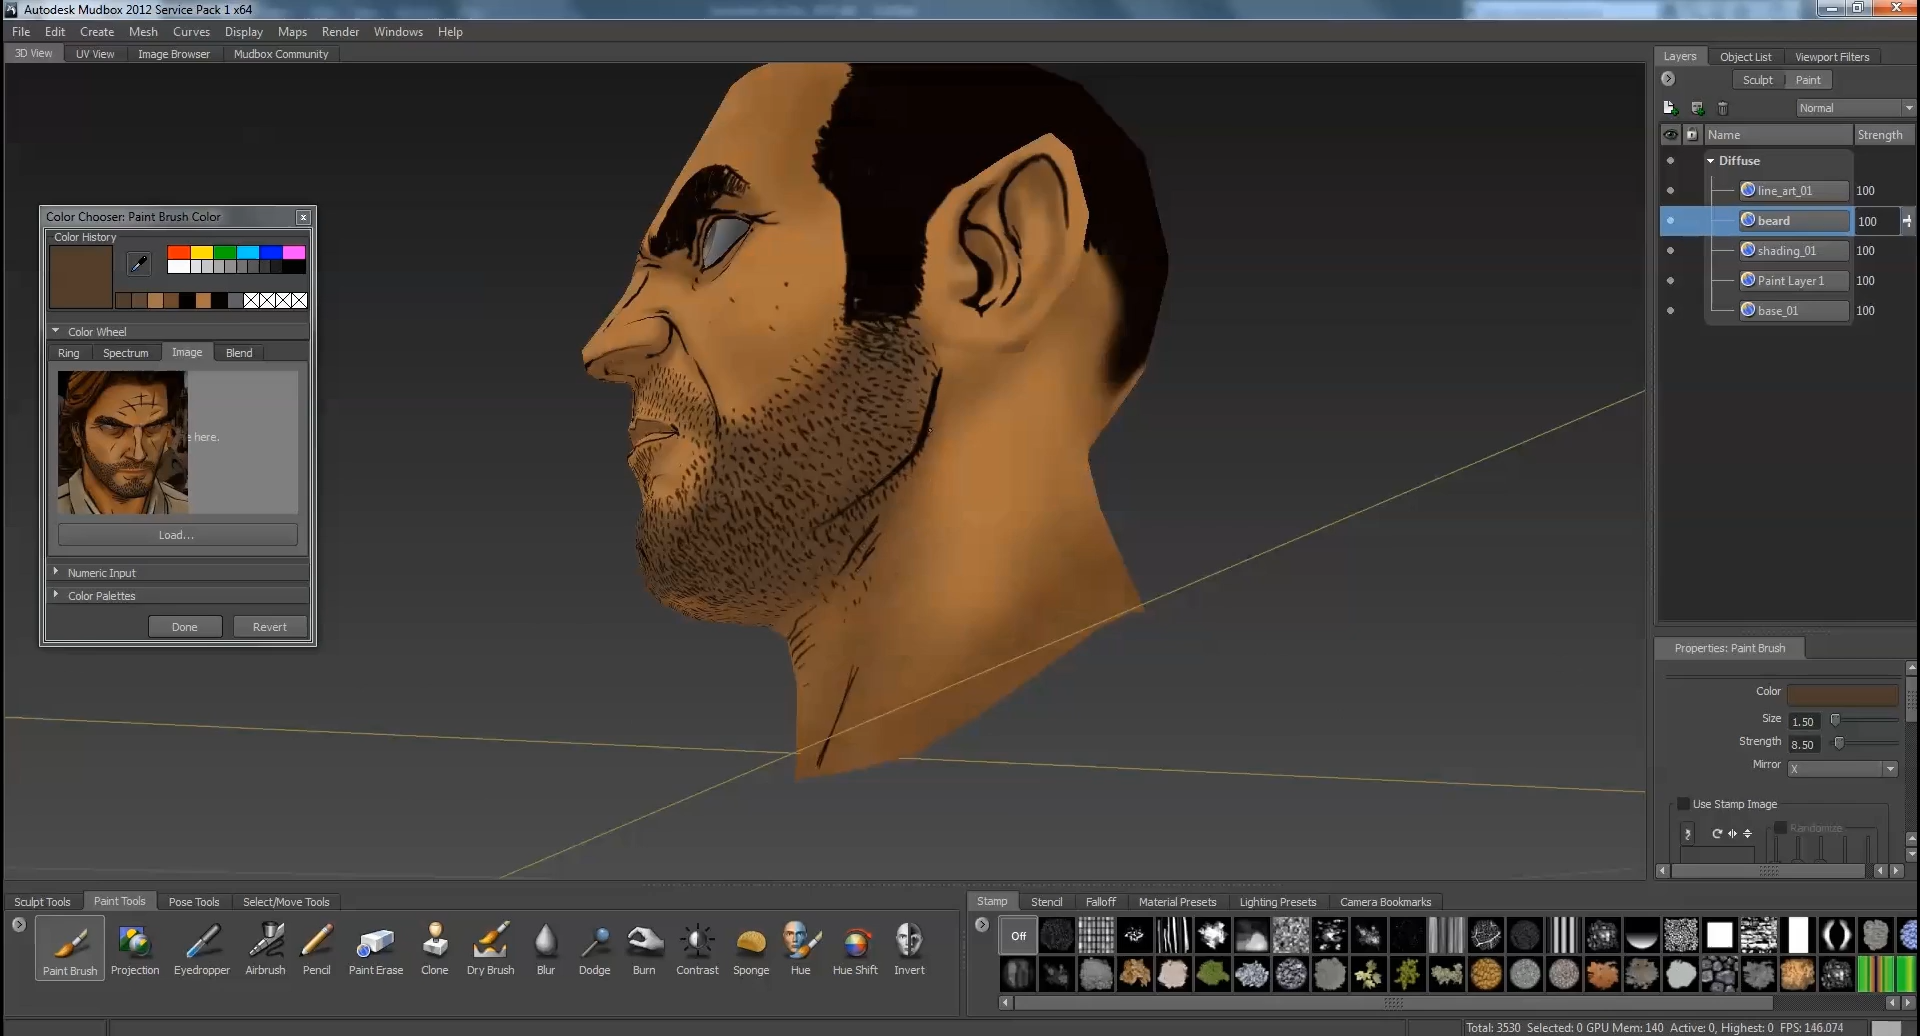 Autodesk Mudbox 2012 Service Pack 1 x64
File Edit Create Mesh Curves Display Maps Render Windows Help
3D View UV View Image Browser Mudbox Community
Layers Object List Viewport Filters
Sculpt Paint
Normal
Name Strength
Diffuse
line_art_01 100
beard 100
shading_01 100
Paint Layer 1 100
base_01 100
Color Chooser: Paint Brush Color
Color History
Color Wheel
Ring Spectrum Image Blend
here.
Load...
Numeric Input
Color Palettes
Done Revert
Properties: Paint Brush
Color
Size 1.50
Strength 8.50
Mirror X
Use Stamp Image
Randomize
Sculpt Tools Paint Tools Pose Tools Select/Move Tools
Paint Brush Projection Eyedropper Airbrush Pencil Paint Erase Clone Dry Brush Blur Dodge Burn Contrast Sponge Hue Hue Shift Invert
Stamp Stencil Falloff Material Presets Lighting Presets Camera Bookmarks
Off
Total: 3530 Selected: 0 GPU Mem: 140 Active: 0, Highest: 0 FPS: 146.074